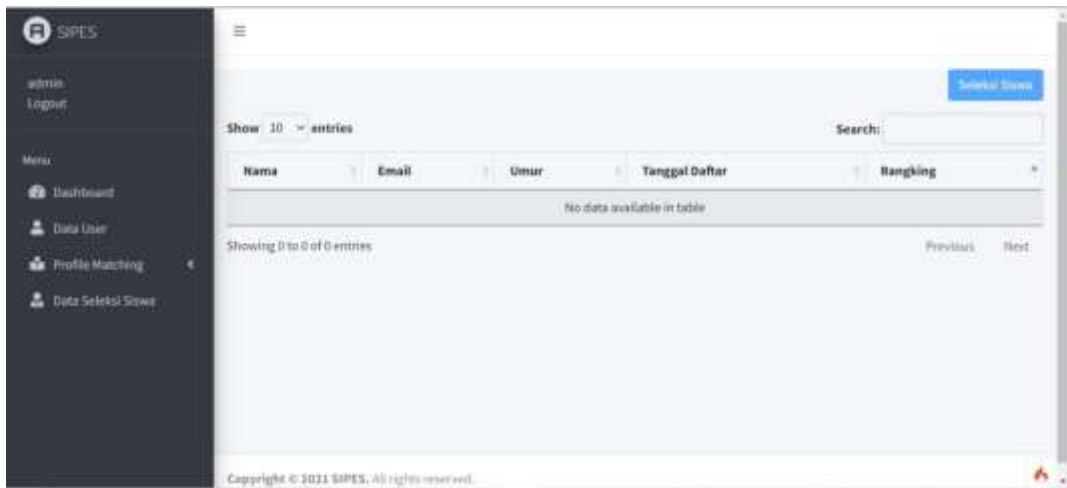 SIPES
admin
Logout
Menu
Dashboard
Data User
Profile Matching
Data Seleksi Siswa
Seleksi Siswa
Show 10 entries
Search:
Nama Email Umur Tanggal Daftar Rangking
No data available in table
Showing 0 to 0 of 0 entries
Previous Next
Copyright © 2021 SIPES. All rights reserved.